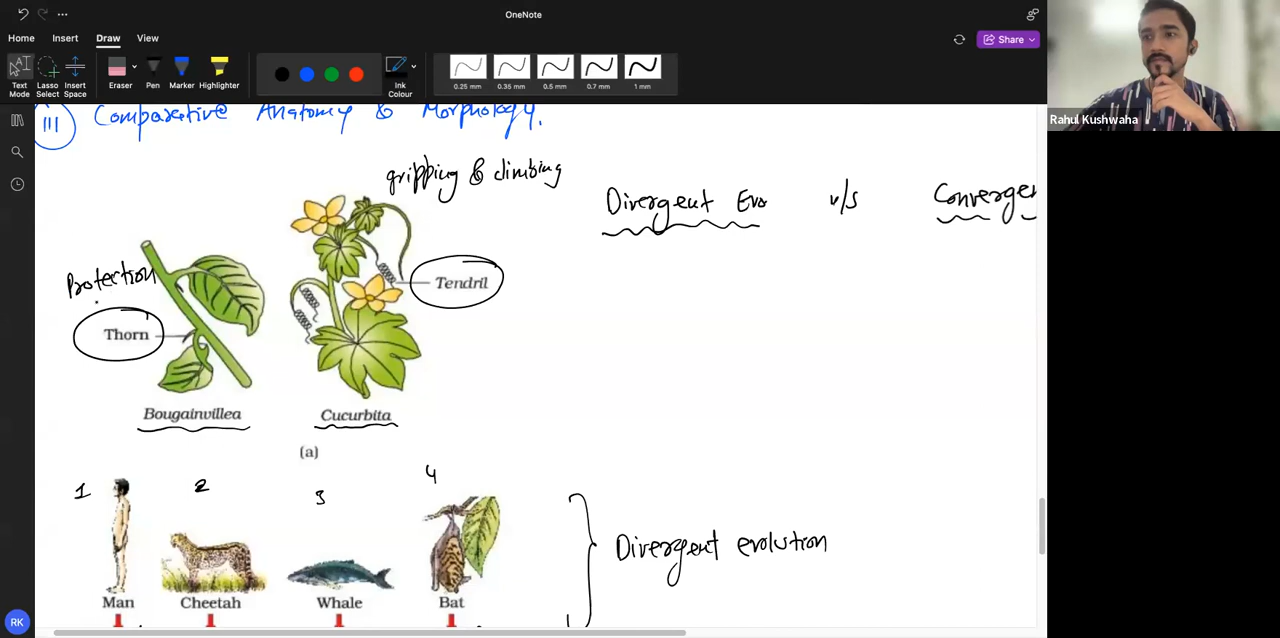 OneNote
Home Insert Draw View
Share
Text Mode
Lasso Select
Insert Space
Eraser
Pen
Marker
Highlighter
Ink Colour
0.25 mm
0.35 mm
0.5 mm
0.7 mm
1 mm
Rahul Kushwaha
III Comparative Anatomy & Morphology.
gripping & climbing
Divergent Evo v/s Convergen
Protection
Tendril
Thorn
Bougainvillea
Cucurbita
(a)
1 2 3 4
Divergent evolution
Man Cheetah Whale Bat
RK